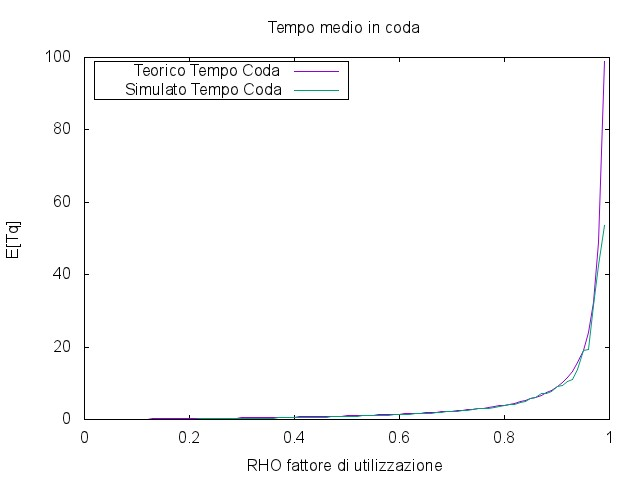 Tempo medio in coda
Teorico Tempo Coda
Simulato Tempo Coda
100
80
60
40
20
0
E[Tq]
0 0.2 0.4 0.6 0.8 1
RHO fattore di utilizzazione